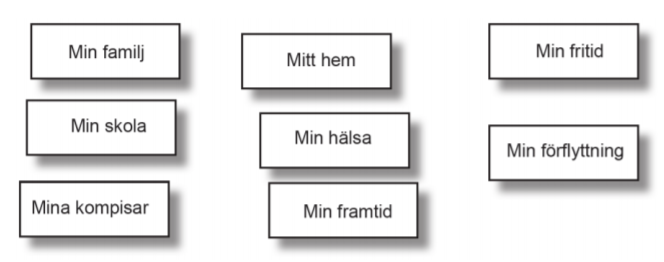 Min familj
Mitt hem
Min fritid
Min skola
Min hälsa
Min förflyttning
Mina kompisar
Min framtid